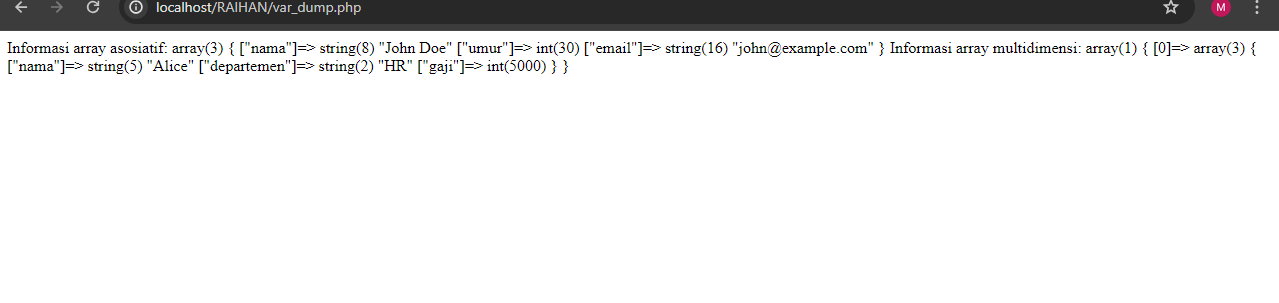 localhost/RAIHAN/var_dump.php
M
Informasi array asosiatif: array(3) { ["nama"]=> string(8) "John Doe" ["umur"]=> int(30) ["email"]=> string(16) "john@example.com" } Informasi array multidimensi: array(1) { [0]=> array(3) {
["nama"]=> string(5) "Alice" ["departemen"]=> string(2) "HR" ["gaji"]=> int(5000) } }